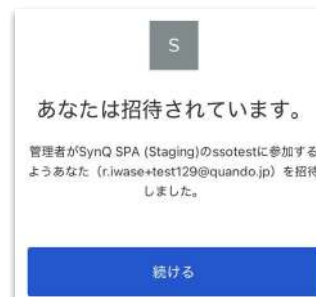 S
あなたは招待されています。
管理者がSynQ SPA (Staging)のssotestに参加する
ようあなた（r.iwase+test129@quando.jp）を招待
しました。
続ける